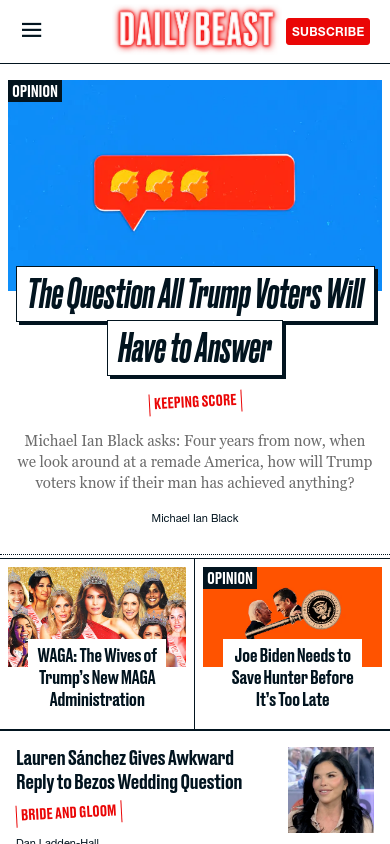 DAILY BEAST
SUBSCRIBE
OPINION
The Question All Trump Voters Will
Have to Answer
KEEPING SCORE
Michael Ian Black asks: Four years from now, when
we look around at a remade America, how will Trump
voters know if their man has achieved anything?
Michael Ian Black
WAGA: The Wives of
Trump's New MAGA
Administration
OPINION
Joe Biden Needs to
Save Hunter Before
It's Too Late
Lauren Sánchez Gives Awkward
Reply to Bezos Wedding Question
BRIDE AND GLOOM
Dan Ladden-Hall